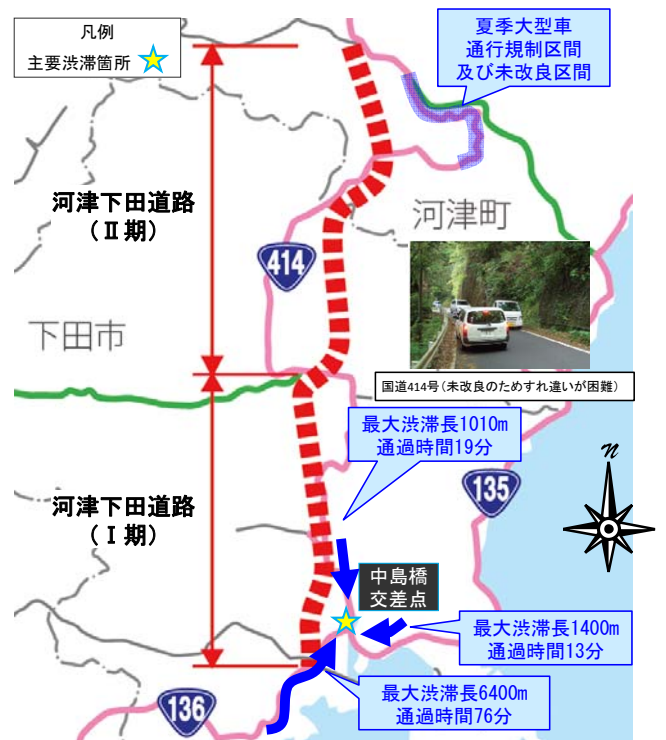 凡例
主要渋滞箇所
夏季大型車
通行規制区間
及び未改良区間
河津下田道路
(Ⅱ期)
河津町
414
下田市
国道414号(未改良のためすれ違いが困難)
最大渋滞長1010m
通過時間19分
135
N
河津下田道路
(Ⅰ期)
中島橋
交差点
最大渋滞長1400m
通過時間13分
最大渋滞長6400m
通過時間76分
136